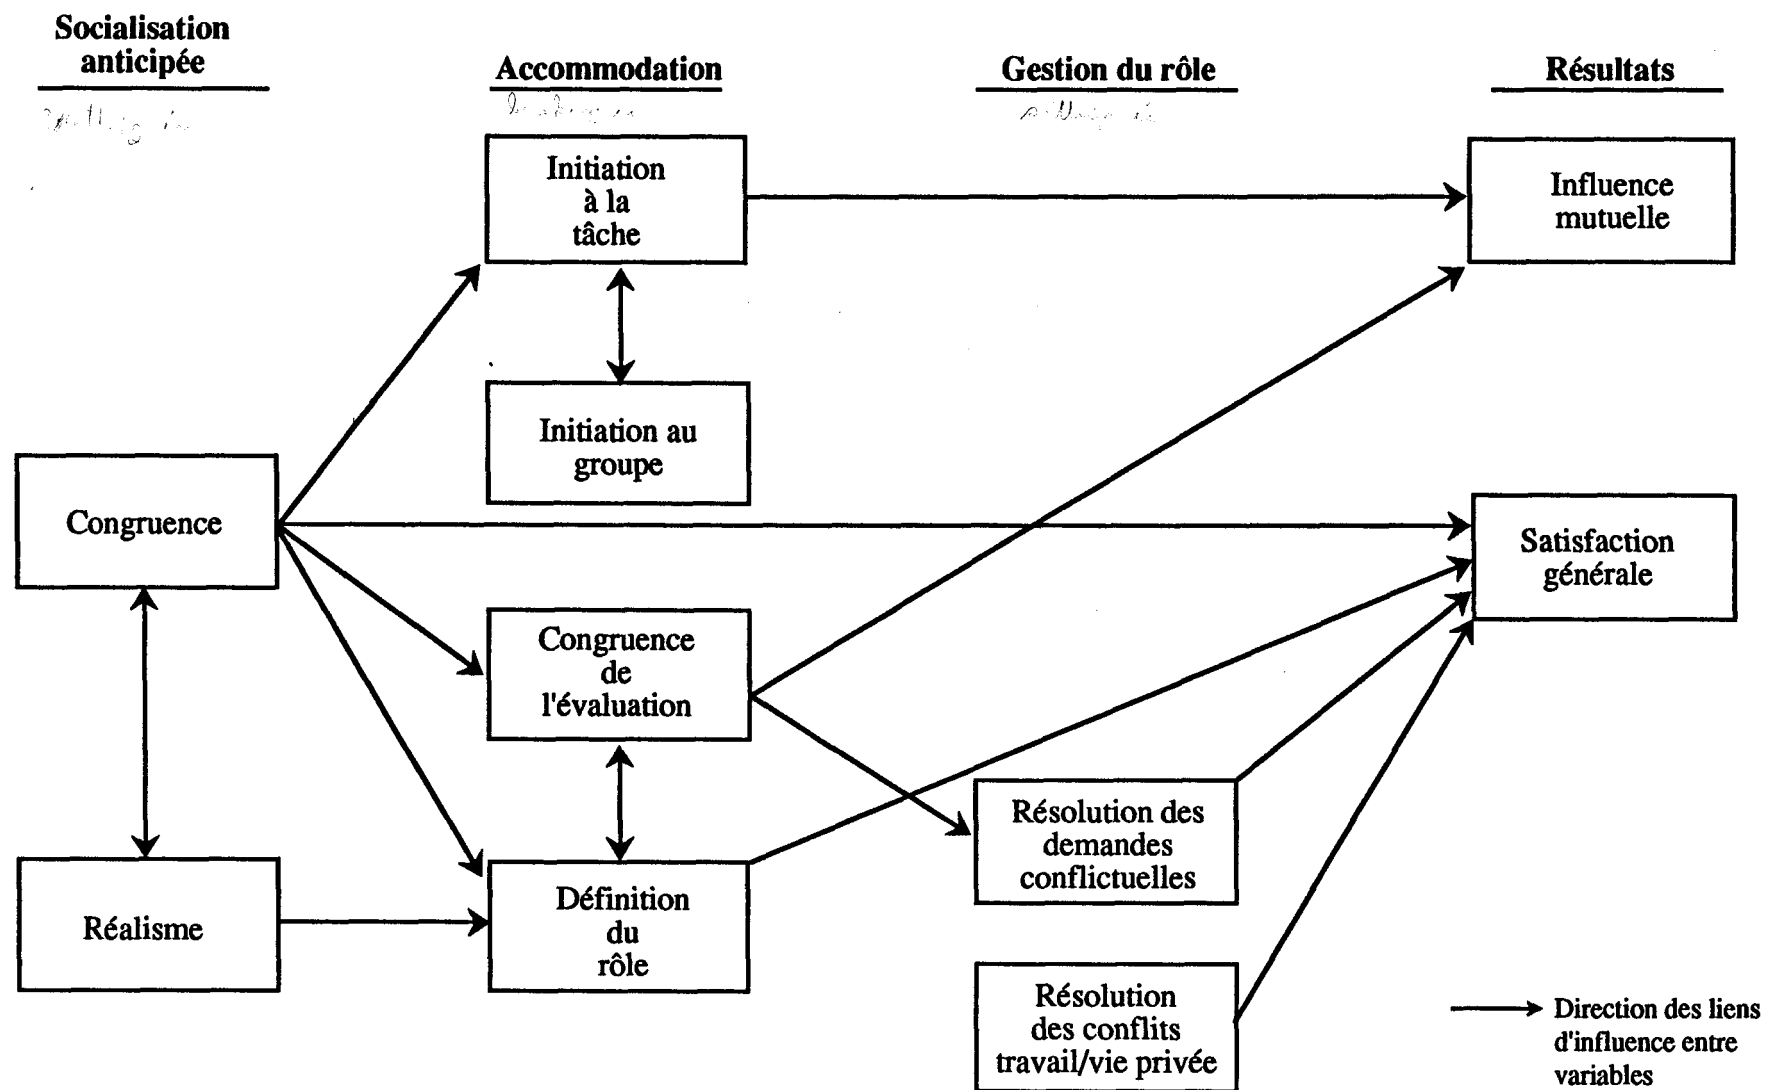 Socialisation
anticipée
Accommodation
Gestion du rôle
Résultats
Initiation
à la
tâche
Influence
mutuelle
Initiation au
groupe
Congruence
Satisfaction
générale
Congruence
de
l'évaluation
Résolution des
demandes
conflictuelles
Définition
du
rôle
Réalisme
Résolution
des conflits
travail/vie privée
Direction des liens
d'influence entre
variables